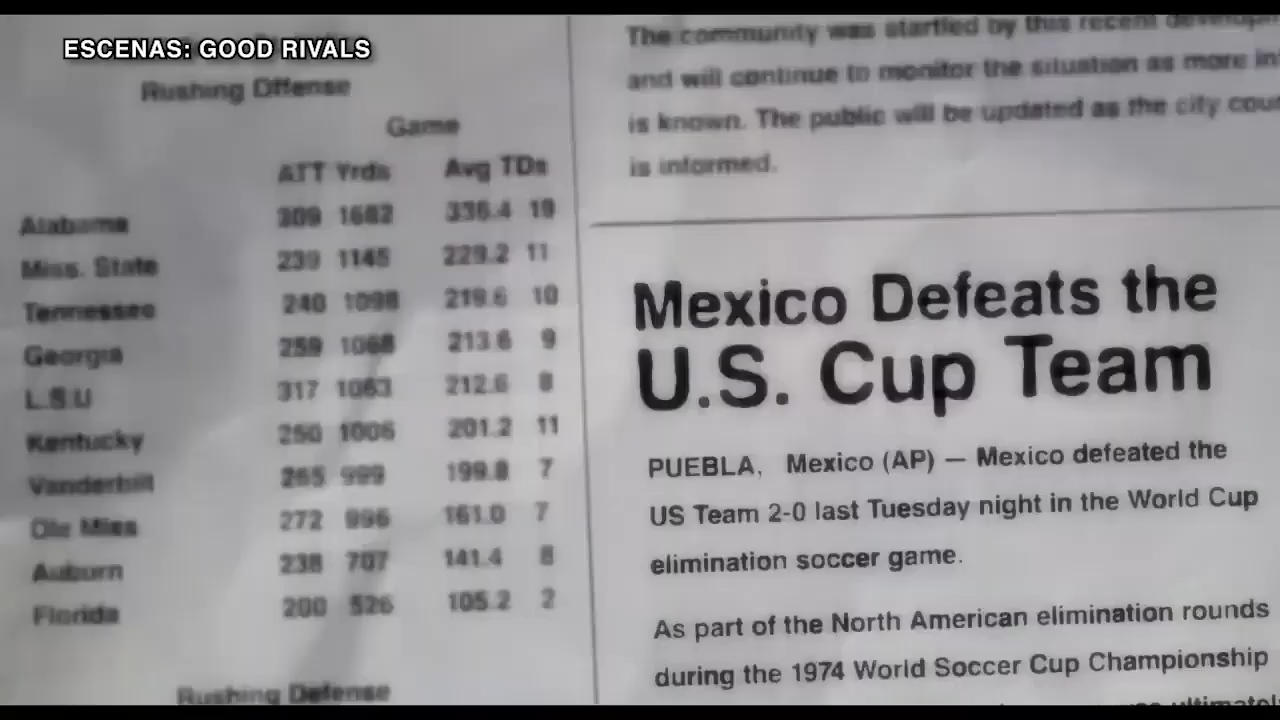 ESCENAS: GOOD RIVALS
Rushing Offense
Game
ATT Yrds Avg TDs
Alabama 309 1682 336.4 19
Miss. State 239 1145 229.2 11
Tennessee 240 1098 219.6 10
Georgia 259 1068 213.6 9
L.S.U 317 1063 212.6 8
Kentucky 250 1006 201.2 11
Vanderbilt 265 999 199.8 7
Ole Miss 272 996 161.0 7
Auburn 238 707 141.4 8
Florida 200 526 105.2 2
Rushing Defense
The community was startled by this recent
and will continue to monitor the situation as more
is known. The public will be updated as the city
is informed.
Mexico Defeats the
U.S. Cup Team
PUEBLA, Mexico (AP) — Mexico defeated the
US Team 2-0 last Tuesday night in the World Cup
elimination soccer game.
As part of the North American elimination rounds
during the 1974 World Soccer Cup Championship